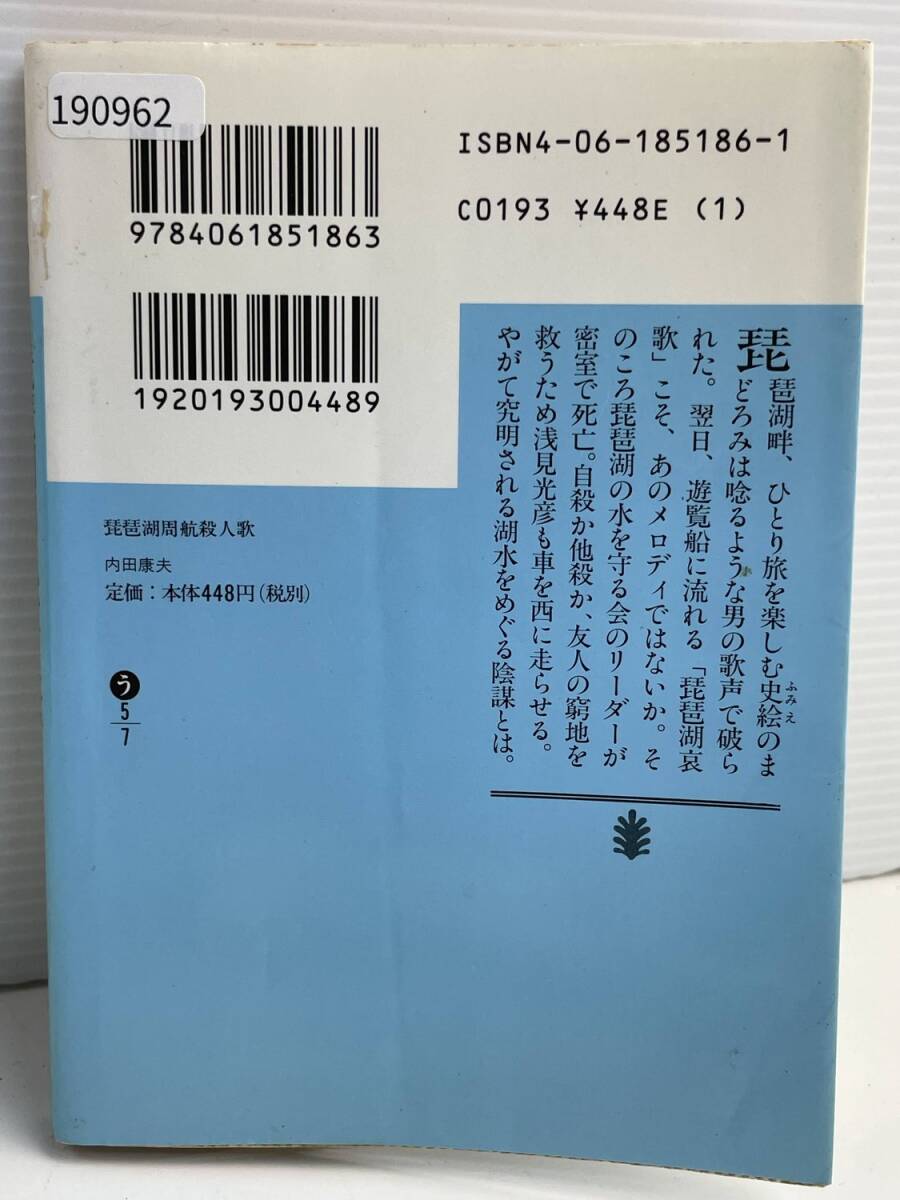 190962
ISBN4-06-185186-1
C0193 ¥448E (1)
9784061851863
1920193004489
琵琶湖畔、ひとり旅を楽しむ史絵のま
ふみえ
どろみは唸るような男の歌声で破ら
れた。翌日、遊覧船に流れる「琵琶湖哀
歌」こそ、あのメロディではないか。そ
のころ琵琶湖の水を守る会のリーダーが
密室で死亡。自殺か他殺か、友人の窮地を
救うため浅見光彦も車を西に走らせる。
やがて究明される湖水をめぐる陰謀とは。
琵琶湖周航殺人歌
内田康夫
定価：本体448円(税別)
う
5
7